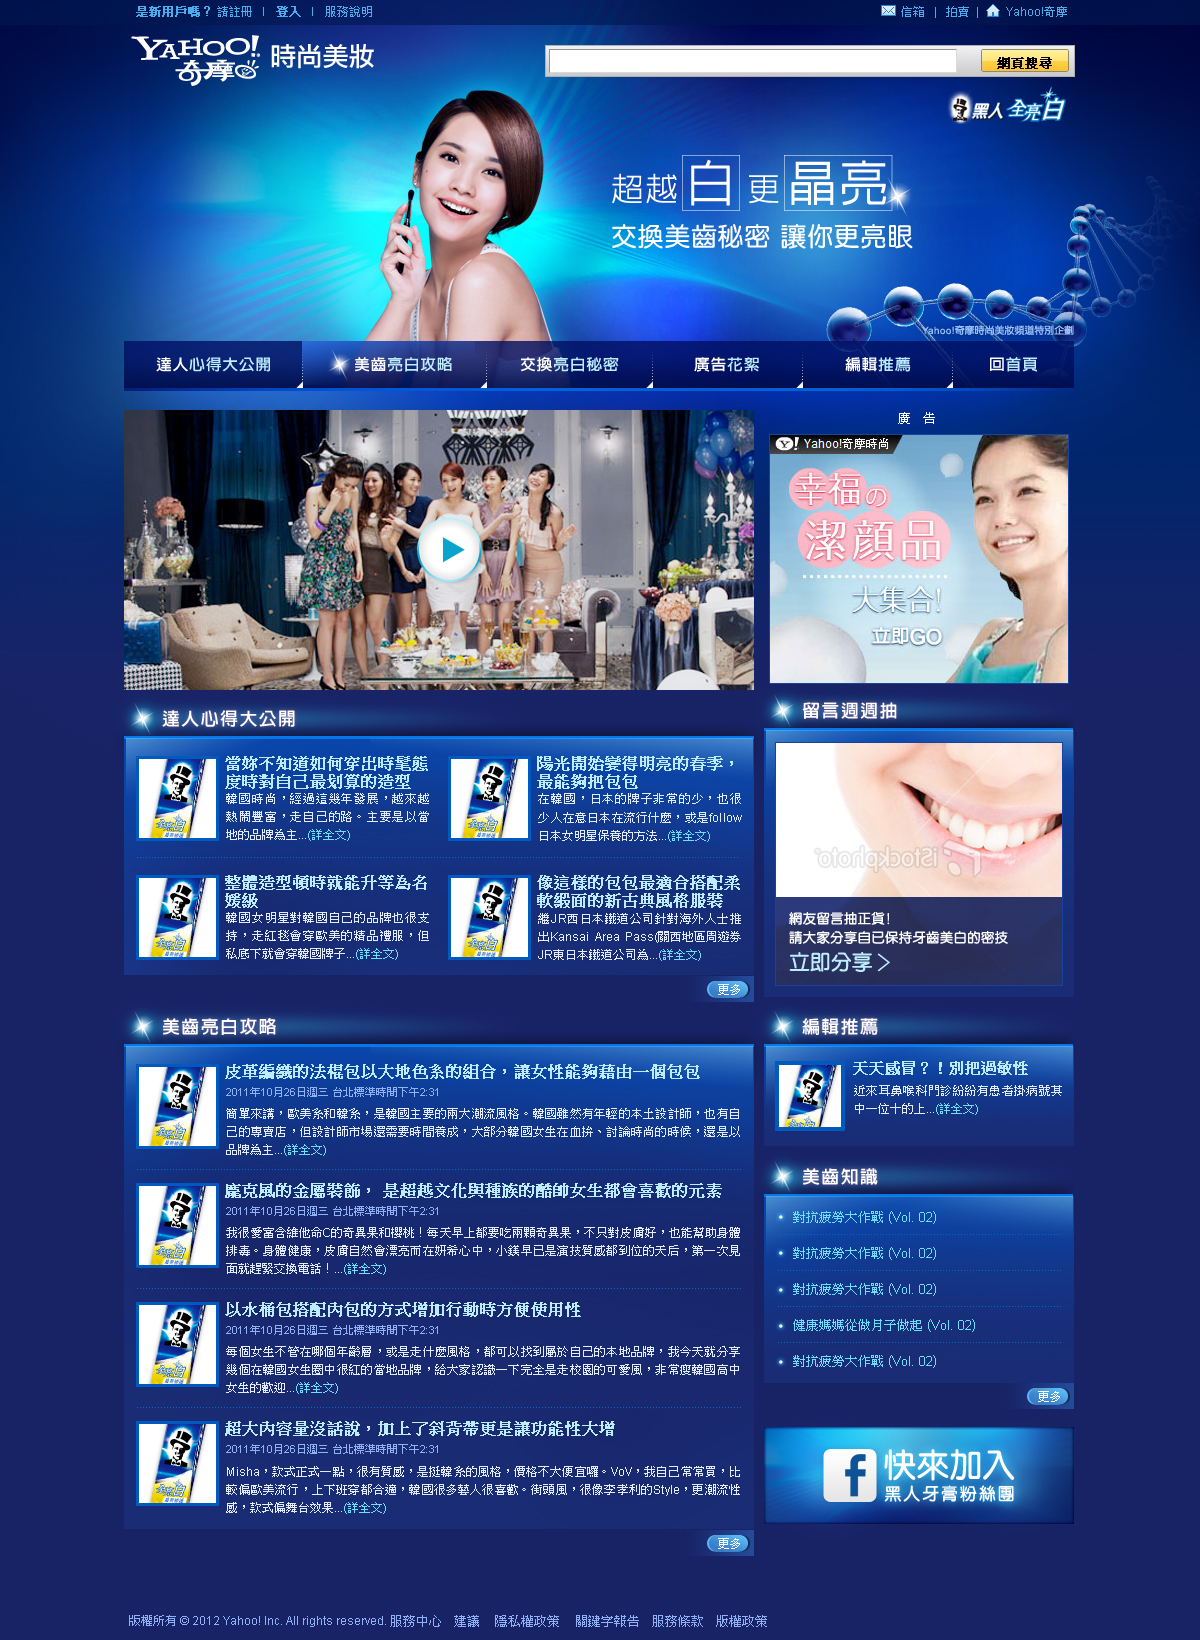 是新用戶嗎？ 請註冊 | 登入 | 服務說明
信箱 | 拍賣 | Yahoo!奇摩
YAHOO!奇摩 時尚美妝
網頁搜尋
黑人 全亮白
超越 白 更 晶亮
交換美齒秘密 讓你更亮眼
Yahoo!奇摩時尚美妝頻道特別企劃
達人心得大公開 美齒亮白攻略 交換亮白秘密 廣告花絮 編輯推薦 回首頁
廣 告
Yahoo!奇摩時尚
幸福の
潔顏品
大集合!
立即GO
達人心得大公開
當妳不知道如何穿出時髦態
度時對自己最划算的造型
韓國時尚，經過這幾年發展，越來越
熱鬧豐富，走自己的路。主要是以當
地的品牌為主...(詳全文)
陽光開始變得明亮的春季，
最能夠把包包
在韓國，日本的牌子非常的少，也很
少人在意日本在流行什麼，或是follow
日本女明星保養的方法...(詳全文)
整體造型頓時就能升等為名
媛級
韓國女明星對韓國自己的品牌也很支
持，走紅毯會穿歐美的精品禮服，但
私底下就會穿韓國牌子...(詳全文)
像這樣的包包最適合搭配柔
軟緞面的新古典風格服裝
繼JR西日本鐵道公司針對海外人士推
出Kansai Area Pass(關西地區周遊券
JR東日本鐵道公司為...(詳全文)
更多
留言週週抽
iStockphoto
網友留言抽正貨!
請大家分享自已保持牙齒美白的密技
立即分享 >
美齒亮白攻略
皮革編織的法棍包以大地色系的組合，讓女性能夠藉由一個包包
2011年10月26日週三 台北標準時間下午2:31
簡單來講，歐美系和韓系，是韓國主要的兩大潮流風格。韓國雖然有年輕的本土設計師，也有自
己的專賣店，但設計師市場還需要時間養成，大部分韓國女生在血拚、討論時尚的時候，還是以
品牌為主...(詳全文)
龐克風的金屬裝飾， 是超越文化與種族的酷帥女生都會喜歡的元素
2011年10月26日週三 台北標準時間下午2:31
我很愛富含維他命C的奇異果和櫻桃！每天早上都要吃兩顆奇異果，不只對皮膚好，也能幫助身體
排毒。身體健康，皮膚自然會漂亮而在妍希心中，小鎂早已是演技質感都到位的天后，第一次見
面就趕緊交換電話！...(詳全文)
以水桶包搭配內包的方式增加行動時方便使用性
2011年10月26日週三 台北標準時間下午2:31
每個女生不管在哪個年齡層，或是走什麼風格，都可以找到屬於自己的本地品牌，我今天就分享
幾個在韓國女生圈中很紅的當地品牌，給大家認識一下完全是走校園的可愛風，非常瘦韓國高中
女生的歡迎...(詳全文)
超大內容量沒話說，加上了斜背帶更是讓功能性大增
2011年10月26日週三 台北標準時間下午2:31
Misha，款式正式一點，很有質感，是挺韓系的風格，價格不大便宜囉。VoV，我自己常常買，比
較偏歐美流行，上下班穿都合適，韓國很多藝人很喜歡。街頭風，很像李孝利的Style，更潮流性
感，款式偏舞台效果...(詳全文)
更多
編輯推薦
天天感冒？！別把過敏性
近來耳鼻喉科門診紛紛有患者掛病號其
中一位十的上...(詳全文)
美齒知識
對抗疲勞大作戰 (Vol. 02)
對抗疲勞大作戰 (Vol. 02)
對抗疲勞大作戰 (Vol. 02)
健康媽媽從做月子做起 (Vol. 02)
對抗疲勞大作戰 (Vol. 02)
更多
快來加入
黑人牙膏粉絲團
版權所有 © 2012 Yahoo! Inc. All rights reserved. 服務中心 建議 隱私權政策 關鍵字報告 服務條款 版權政策